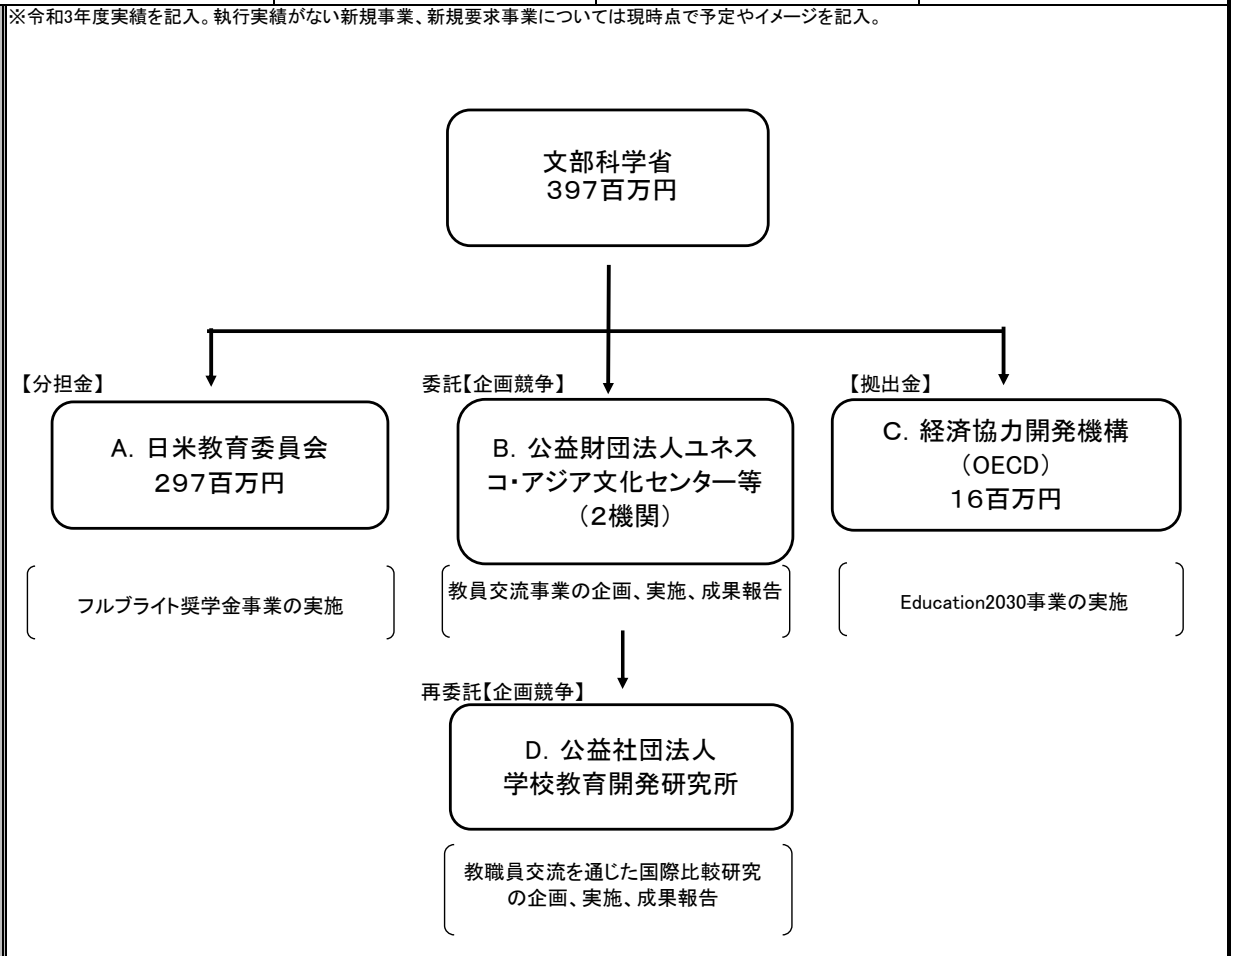 ※令和3年度実績を記入。執行実績がない新規事業、新規要求事業については現時点で予定やイメージを記入。
文部科学省
397百万円
【分担金】
委託【企画競争】
【拠出金】
A. 日米教育委員会
297百万円
B. 公益財団法人ユネス
コ・アジア文化センター等
（2機関）
C. 経済協力開発機構
（OECD）
16百万円
フルブライト奨学金事業の実施
教員交流事業の企画、実施、成果報告
Education2030事業の実施
再委託【企画競争】
D. 公益社団法人
学校教育開発研究所
教職員交流を通じた国際比較研究
の企画、実施、成果報告